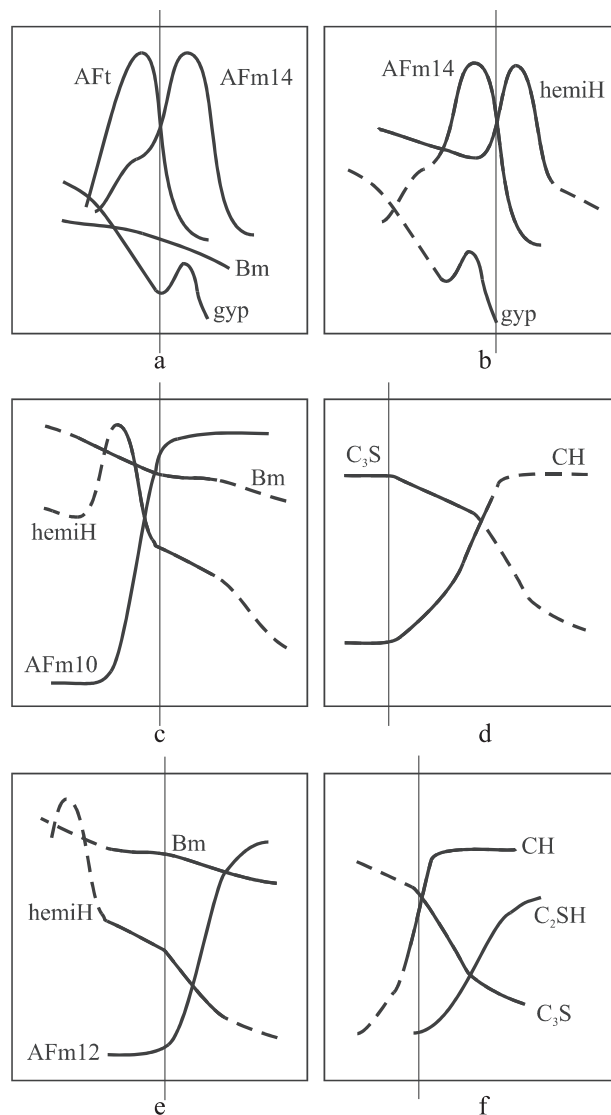 AFt
AFm14
Bm
gyp
a
AFm14
hemiH
gyp
b
Bm
hemiH
AFm10
c
C₃S
CH
d
Bm
hemiH
AFm12
e
CH
C₂SH
C₃S
f